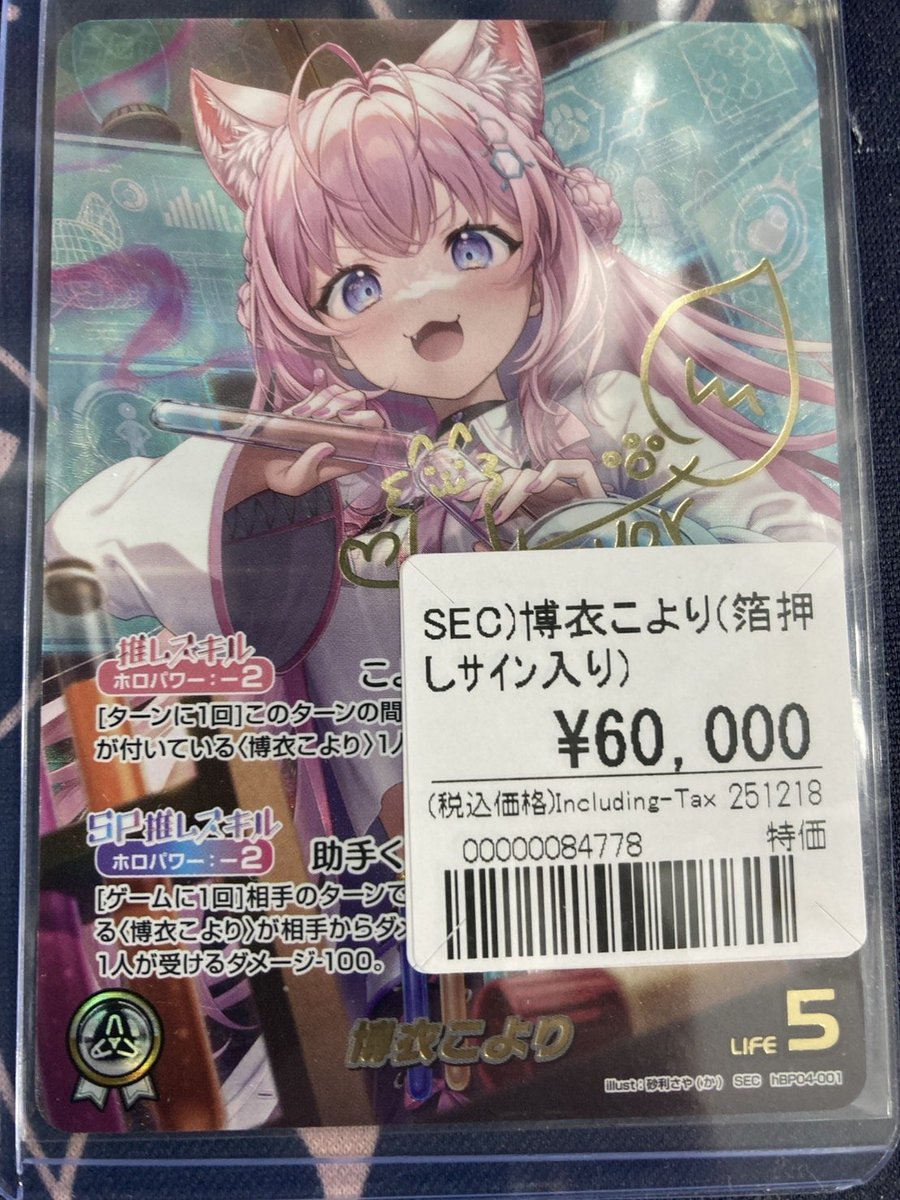 推しスキル
ホロパワー:-2
こよ
[ターンに1回]このターンの間
が付いている〈博衣こより〉1人
SP推しスキル
ホロパワー:-2
助手く
[ゲームに1回]相手のターンで
る〈博衣こより〉が相手からダメ
1人が受けるダメージ-100。
SEC)博衣こより(箔押
しサイン入り)
¥60,000
(税込価格)Including-Tax 251218
00000084778
特価
博衣こより
LIFE 5
illust:砂利さや(か) SEC hBP04-001